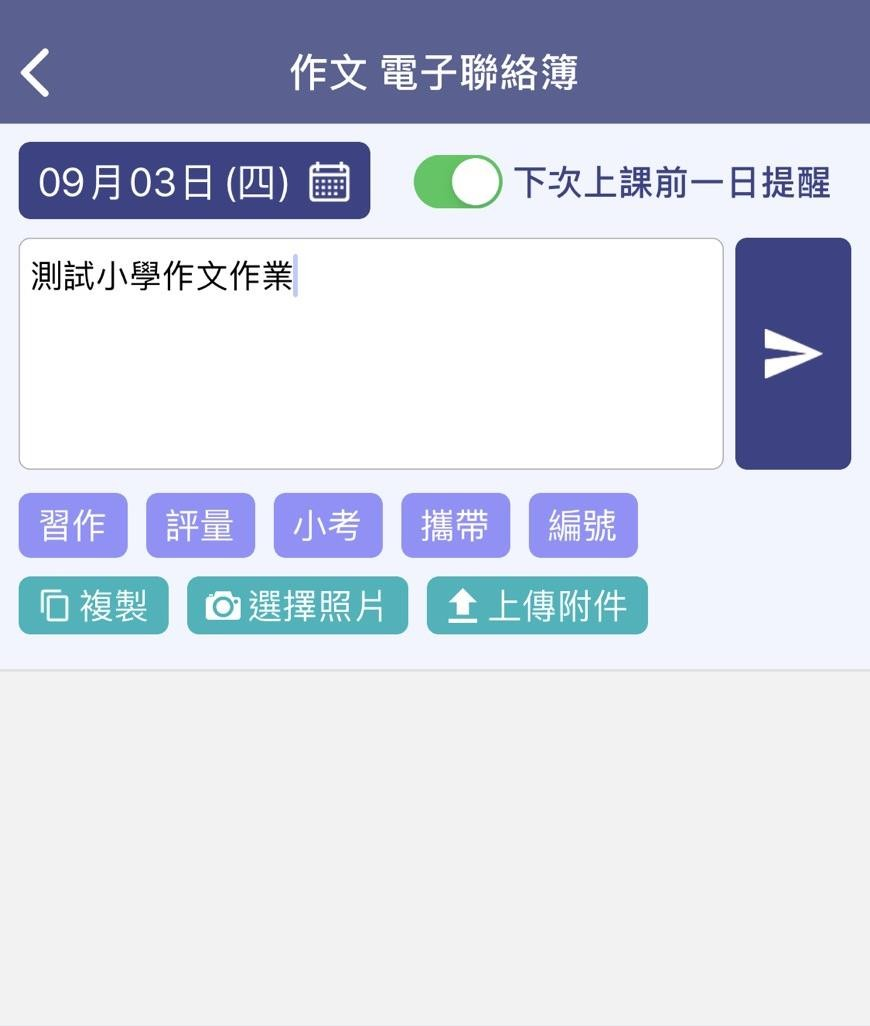 作文 電子聯絡簿
09月03日(四) 下次上課前一日提醒
測試小學作文作業
習作 評量 小考 攜帶 編號
複製 選擇照片 上傳附件